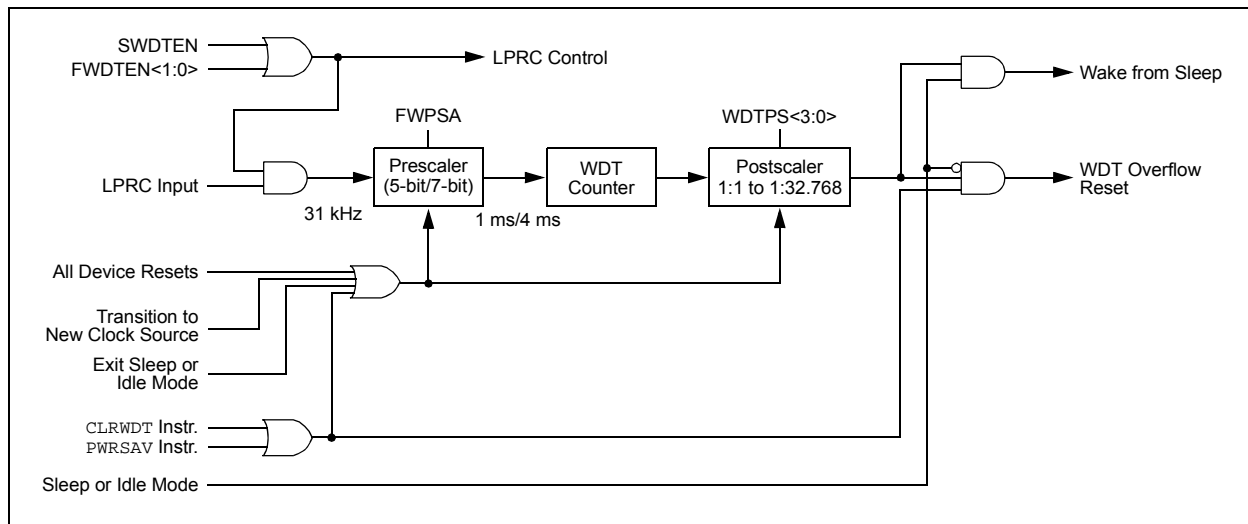 SWDTEN
FWDTEN<1:0>
LPRC Control
Wake from Sleep
FWPSA
WDTPS<3:0>
LPRC Input
Prescaler
(5-bit/7-bit)
WDT
Counter
Postscaler
1:1 to 1:32.768
WDT Overflow
Reset
31 kHz
1 ms/4 ms
All Device Resets
Transition to
New Clock Source
Exit Sleep or
Idle Mode
CLRWDT Instr.
PWRSAV Instr.
Sleep or Idle Mode